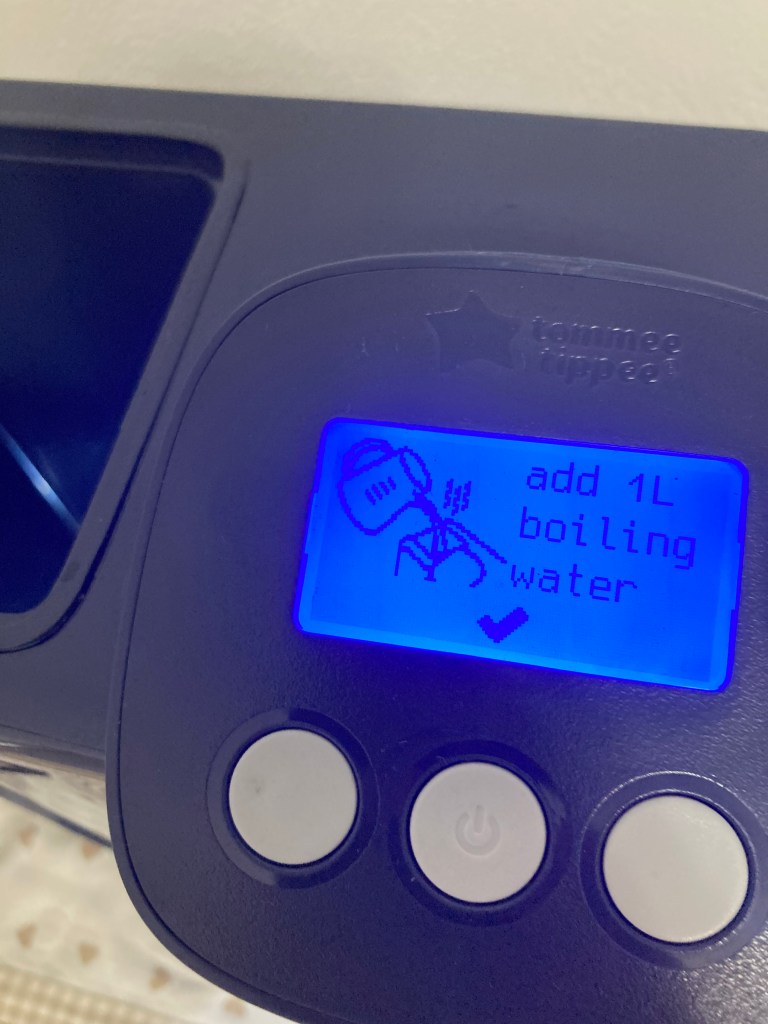 tommee
tippee®
add 1L
boiling
water